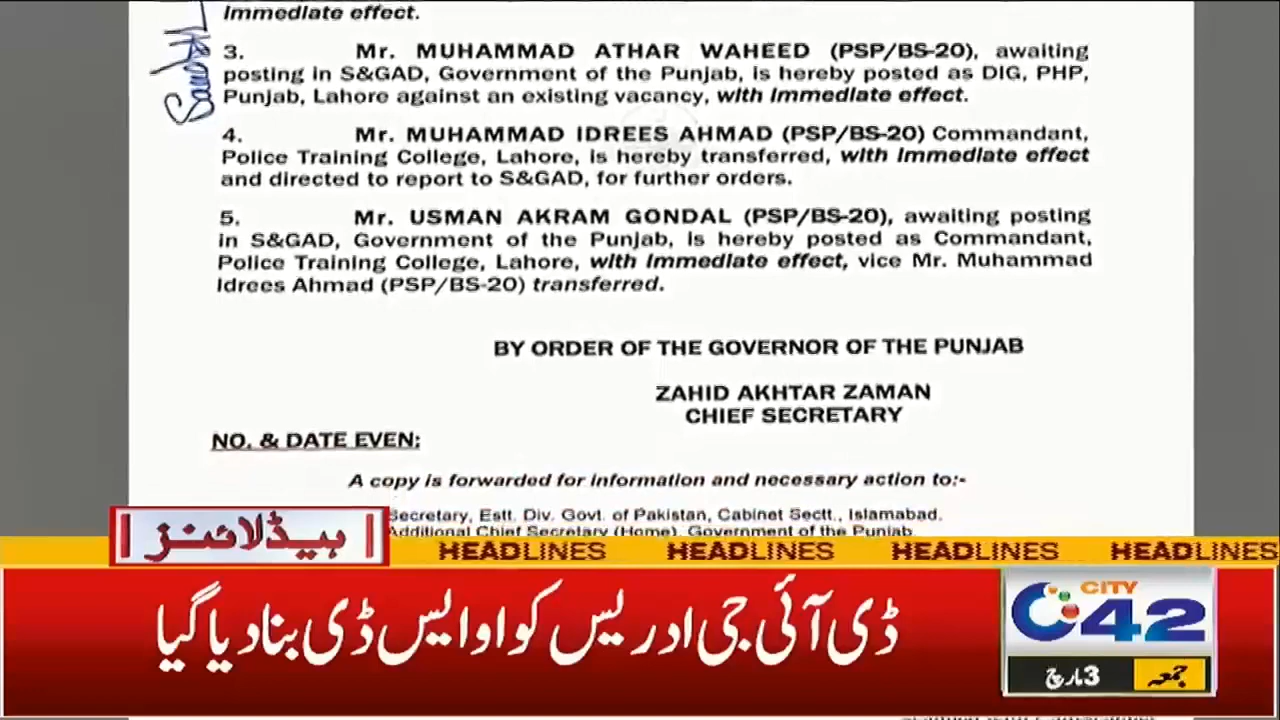 Immediate effect.
3. Mr. MUHAMMAD ATHAR WAHEED (PSP/BS-20), awaiting
posting in S&GAD, Government of the Punjab, is hereby posted as DIG, PHP,
Punjab, Lahore against an existing vacancy, with Immediate effect.
4. Mr. MUHAMMAD IDREES AHMAD (PSP/BS-20) Commandant,
Police Training College, Lahore, is hereby transferred, with Immediate effect
and directed to report to S&GAD, for further orders.
5. Mr. USMAN AKRAM GONDAL (PSP/BS-20), awaiting posting
in S&GAD, Government of the Punjab, is hereby posted as Commandant,
Police Training College, Lahore, with Immediate effect, vice Mr. Muhammad
Idrees Ahmad (PSP/BS-20) transferred.
BY ORDER OF THE GOVERNOR OF THE PUNJAB
ZAHID AKHTAR ZAMAN
CHIEF SECRETARY
NO. & DATE EVEN:
A copy is forwarded for information and necessary action to:-
Secretary, Estt. Div. Govt. of Pakistan, Cabinet Sectt., Islamabad.
Additional Chief Secretary (Home), Government of the Punjab.
ہیڈلائنز
HEADLINES HEADLINES HEADLINES HEADLINES
ڈی آئی جی ادریس کو او ایس ڈی بنا دیا گیا
CITY
42
جمعہ 3 مارچ